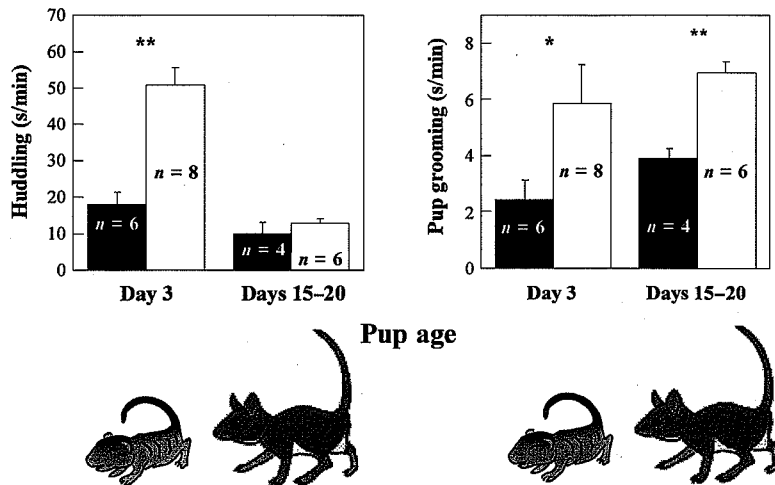 70
60
50
40
30
20
10
0
Huddling (s/min)
**
n = 6
n = 8
n = 4
n = 6
Day 3
Days 15–20
8
6
4
2
0
Pup grooming (s/min)
*
**
n = 6
n = 8
n = 4
n = 6
Day 3
Days 15–20
Pup age